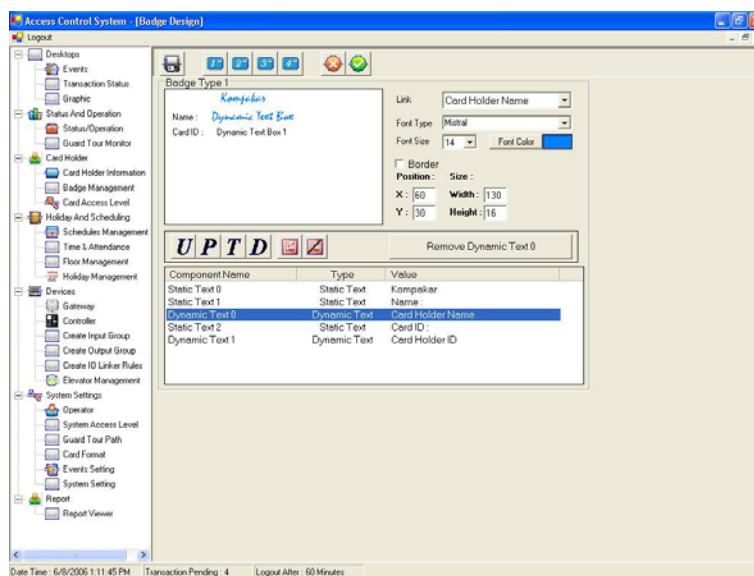 Access Control System - [Badge Design]
Logout
Desktops
Events
Transaction Status
Graphic
Status And Operation
Status/Operation
Guard Tour Monitor
Card Holder
Card Holder Information
Badge Management
Card Access Level
Holiday And Scheduling
Schedules Management
Time & Attendance
Floor Management
Holiday Management
Devices
Gateway
Controller
Create Input Group
Create Output Group
Create IO Linker Rules
Elevator Management
System Settings
Operator
System Access Level
Guard Tour Path
Card Format
Events Setting
System Setting
Report
Report Viewer
Badge Type 1
Kompakar
Name : Dynamic Text Box
Card ID : Dynamic Text Box 1
Link Card Holder Name
Font Type Mistral
Font Size 14 Font Color
Border
Position : Size :
X : 60 Width : 130
Y : 30 Height : 16
U P T D Remove Dynamic Text 0
Component Name Type Value
Static Text 0 Static Text Kompakar
Static Text 1 Static Text Name :
Dynamic Text 0 Dynamic Text Card Holder Name
Static Text 2 Static Text Card ID :
Dynamic Text 1 Dynamic Text Card Holder ID
Date Time : 6/8/2006 1:11:45 PM Transaction Pending : 4 Logout After : 60 Minutes